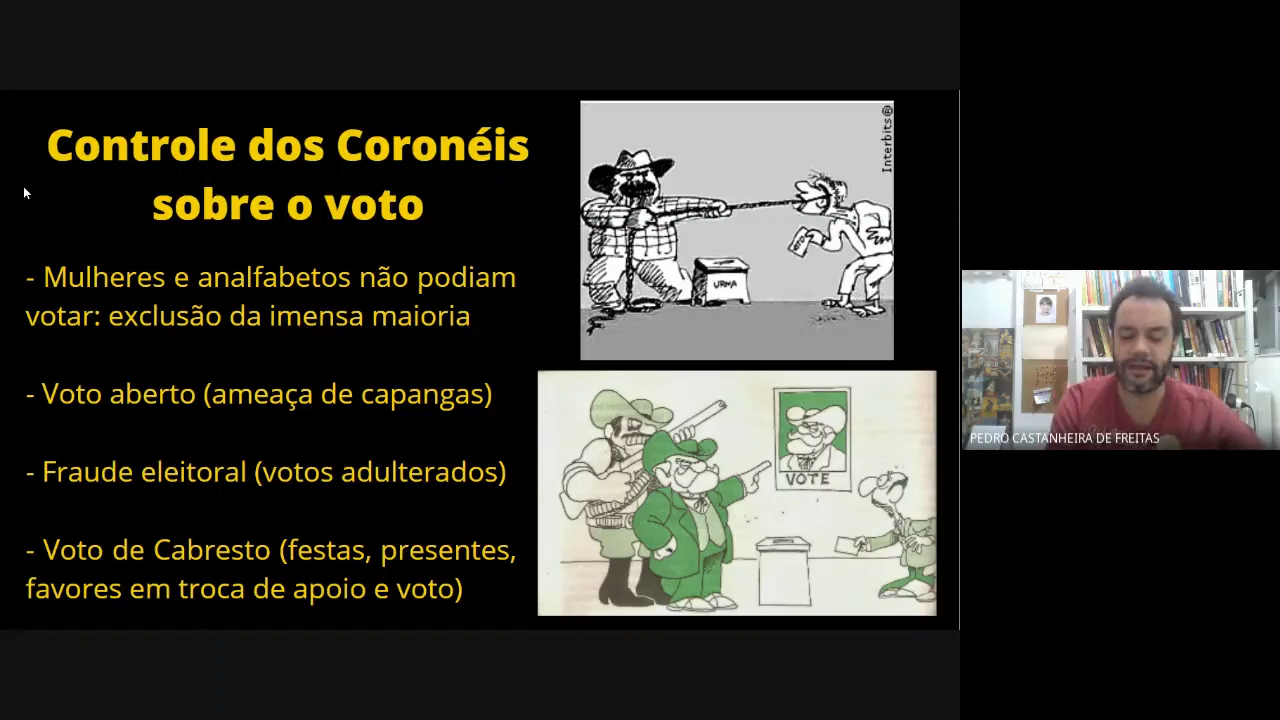 Controle dos Coronéis
sobre o voto
- Mulheres e analfabetos não podiam
votar: exclusão da imensa maioria
- Voto aberto (ameaça de capangas)
- Fraude eleitoral (votos adulterados)
- Voto de Cabresto (festas, presentes,
favores em troca de apoio e voto)
Interbits®
URNA
VOTE
PEDRO CASTANHEIRA DE FREITAS